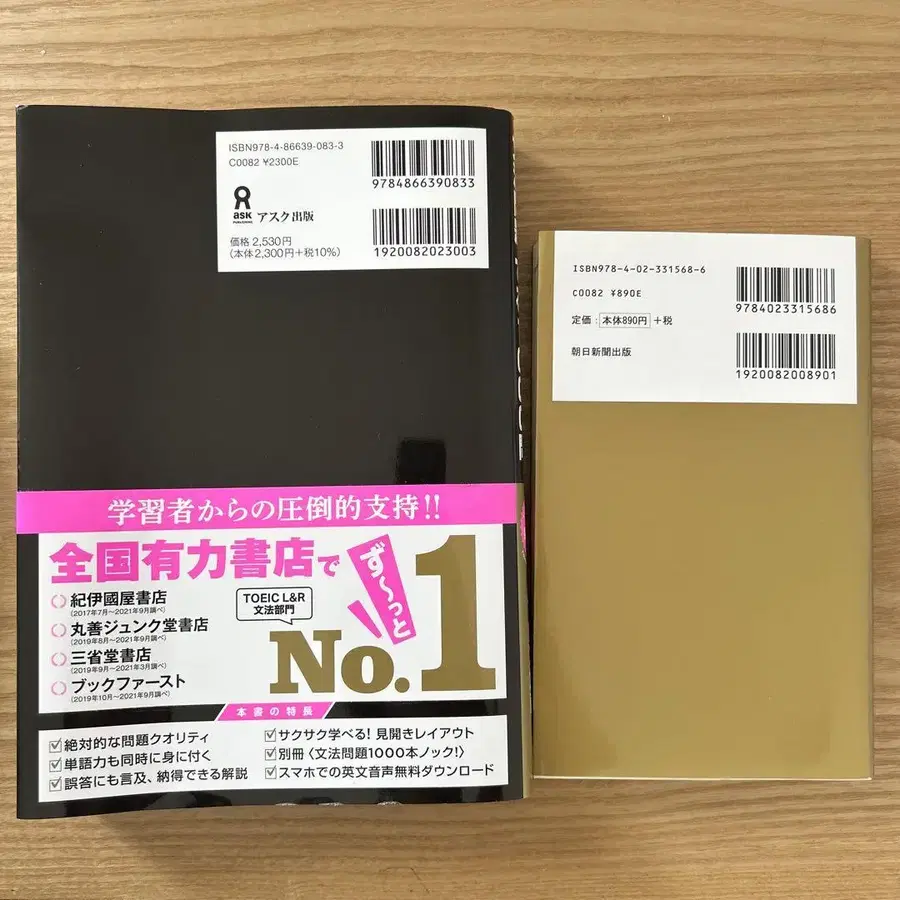 ISBN978-4-86639-083-3
C0082 ¥2300E
9784866390833
ask
PUBLISHING
アスク出版
価格 2,530円
(本体2,300円+税10%)
1920082023003
学習者からの圧倒的支持!!
全国有力書店で
ず〜っと
No.1
TOEIC L&R
文法部門
紀伊國屋書店
(2017年7月〜2021年9月調べ)
丸善ジュンク堂書店
(2019年8月〜2021年9月調べ)
三省堂書店
(2019年9月〜2021年3月調べ)
ブックファースト
(2019年10月〜2021年9月調べ)
本書の特長
絶対的な問題クオリティ
単語力も同時に身に付く
誤答にも言及、納得できる解説
サクサク学べる! 見開きレイアウト
別冊〈文法問題1000本ノック!〉
スマホでの英文音声無料ダウンロード
ISBN978-4-02-331568-6
C0082 ¥890E
定価:本体890円+税
朝日新聞出版
9784023315686
1920082008901